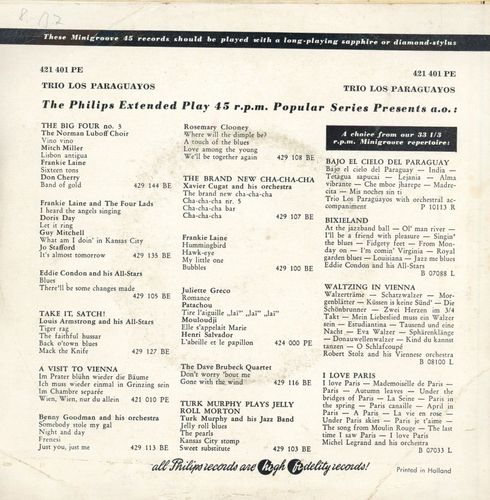 8. 1/2
These Minigroove 45 records should be played with a long-playing sapphire or diamond-stylus
421 401 PE
421 401 PE
TRIO LOS PARAGUAYOS
TRIO LOS PARAGUAYOS
The Philips Extended Play 45 r.p.m. Popular Series Presents a.o.:
THE BIG FOUR no. 3
The Norman Luboff Choir
Vino vino
Mitch Miller
Lisbon antigua
Frankie Laine
Sixteen tons
Don Cherry
Band of gold 429 144 BE
Frankie Laine and The Four Lads
I heard the angels singing
Doris Day
Let it ring
Guy Mitchell
What am I doin' in Kansas City
Jo Stafford
It's almost tomorrow 429 135 BE
Eddie Condon and his All-Stars
Blues
There'll be some changes made
429 105 BE
TAKE IT, SATCH!
Louis Armstrong and his All-Stars
Tiger rag
The faithful hussar
Back o'town blues
Mack the Knife 429 127 BE
A VISIT TO VIENNA
Im Prater blühn wieder die Bäume
Ich muss wieder einmal in Grinzing sein
Im Chambre separée
Wien, Wien, nur du allein 421 010 PE
Benny Goodman and his orchestra
Somebody stole my gal
Night and day
Frenesi
Just you, just me 429 113 BE
Rosemary Clooney
Where will the dimple be?
A touch of the blues
Love among the young
We'll be together again 429 108 BE
THE BRAND NEW CHA-CHA-CHA
Xavier Cugat and his orchestra
The brand new cha-cha-cha
Cha-cha-cha nr. 5
Cha-cha-cha bar
Cha-cha-cha 429 107 BE
Frankie Laine
Hummingbird
Hawk-eye
My little one
Bubbles 429 100 BE
Juliette Greco
Romance
Patachou
Tire l'aiguille „laï" „laï" „laï"
Mouloudji
Elle s'appelait Marie
Henri Salvador
L'abeille et le papillon 424 000 PE
The Dave Brubeck Quartet
Don't worry 'bout me
Gone with the wind 429 116 BE
TURK MURPHY PLAYS JELLY
ROLL MORTON
Turk Murphy and his Jazz Band
Jelly roll blues
The pearls
Kansas City stomp
Sweet substitute 429 103 BE
A choice from our 33 1/3
r.p.m. Minigroove repertoire:
BAJO EL CIELO DEL PARAGUAY
Bajo el cielo del Paraguay — India —
Tetagua sapucai — Lejania — Alma
vibrante — Che mboe jharepe — Madre-
cita — Mis noches sin ti
Trio Los Paraguayos with orchestral ac-
companiment P 10113 R
BIXIELAND
At the jazzband ball — Ol' man river —
I'll be a friend with pleasure — Singin'
the blues — Fidgety feet — From Mon-
day on — I'm comin' Virginia — Royal
garden blues — Louisiana — Jazz me blues
Eddie Condon and his All-Stars
B 07088 L
WALTZING IN VIENNA
Walzerträume — Schatzwalzer — Mor-
genblätter — Küssen is keine Sünd' — Die
Schönbrunner — Zwei Herzen im 3/4
Takt — Mein Liebeslied muss ein Walzer
sein — Estudiantina — Tausend und eine
Nacht — Eva Walzer — Sphärenklänge
— Donauwellenwalzer — Kind du kannst
tanzen — O Schlafcoupé
Robert Stolz and his Viennese orchestra
B 08100 L
I LOVE PARIS
I love Paris — Mademoiselle de Paris —
Paris — Autumn leaves — Under the
bridges of Paris — La Seine — Paris in
the spring — Paris canaille — April in
Paris — A Paris — La vie en rose —
Under Paris skies — Paris je t'aime —
The song from Moulin Rouge — The last
time I saw Paris — I love Paris
Michel Legrand and his orchestra
B 07033 L
all Philips records are high fidelity records!
Printed in Holland